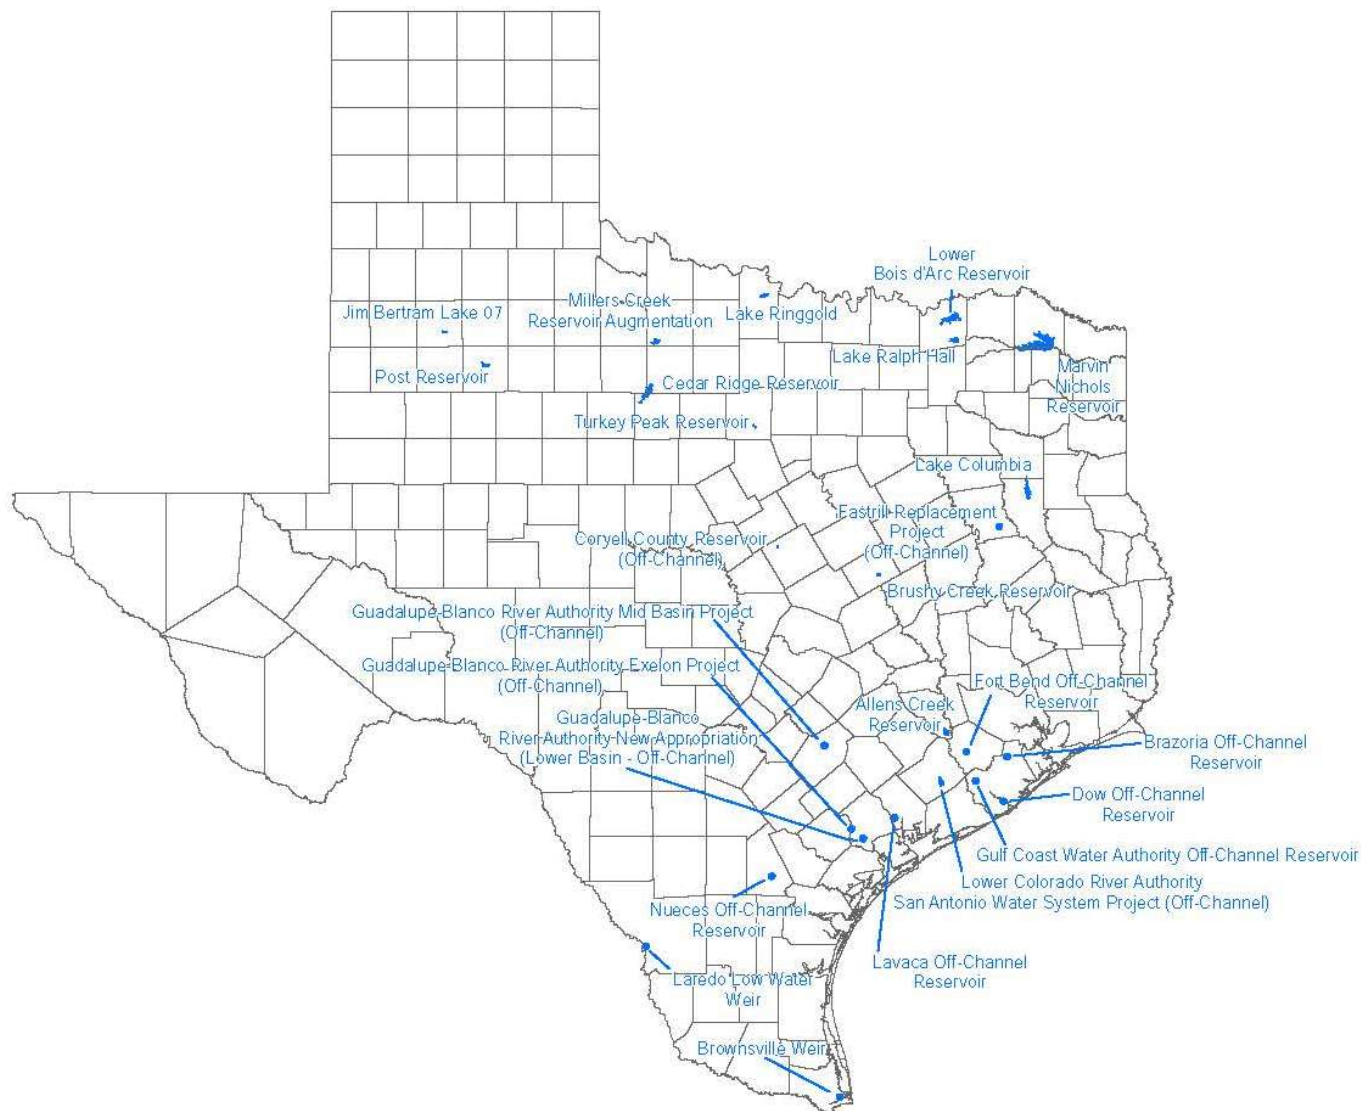 Lower
Bois d'Arc Reservoir
Jim Bertram Lake 07
Millers Creek
Reservoir Augmentation
Lake Ringgold
Lake Ralph Hall
Marvin
Nichols
Reservoir
Post Reservoir
Cedar Ridge Reservoir
Turkey Peak Reservoir
Lake Columbia
Fastrill Replacement
Project
(Off-Channel)
Coryell County Reservoir
(Off-Channel)
Brushy Creek Reservoir
Guadalupe-Blanco River Authority Mid Basin Project
(Off-Channel)
Guadalupe-Blanco River Authority Exelon Project
(Off-Channel)
Guadalupe-Blanco
River Authority New Appropriation
(Lower Basin - Off-Channel)
Allens Creek
Reservoir
Fort Bend Off-Channel
Reservoir
Brazoria Off-Channel
Reservoir
Dow Off-Channel
Reservoir
Gulf Coast Water Authority Off-Channel Reservoir
Lower Colorado River Authority
San Antonio Water System Project (Off-Channel)
Nueces Off-Channel
Reservoir
Lavaca Off-Channel
Reservoir
Laredo Low Water
Weir
Brownsville Weir